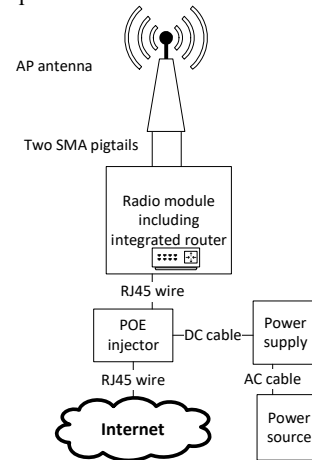 AP antenna
Two SMA pigtails
Radio module
including
integrated router
RJ45 wire
POE
injector
DC cable
Power
supply
RJ45 wire
AC cable
Internet
Power
source